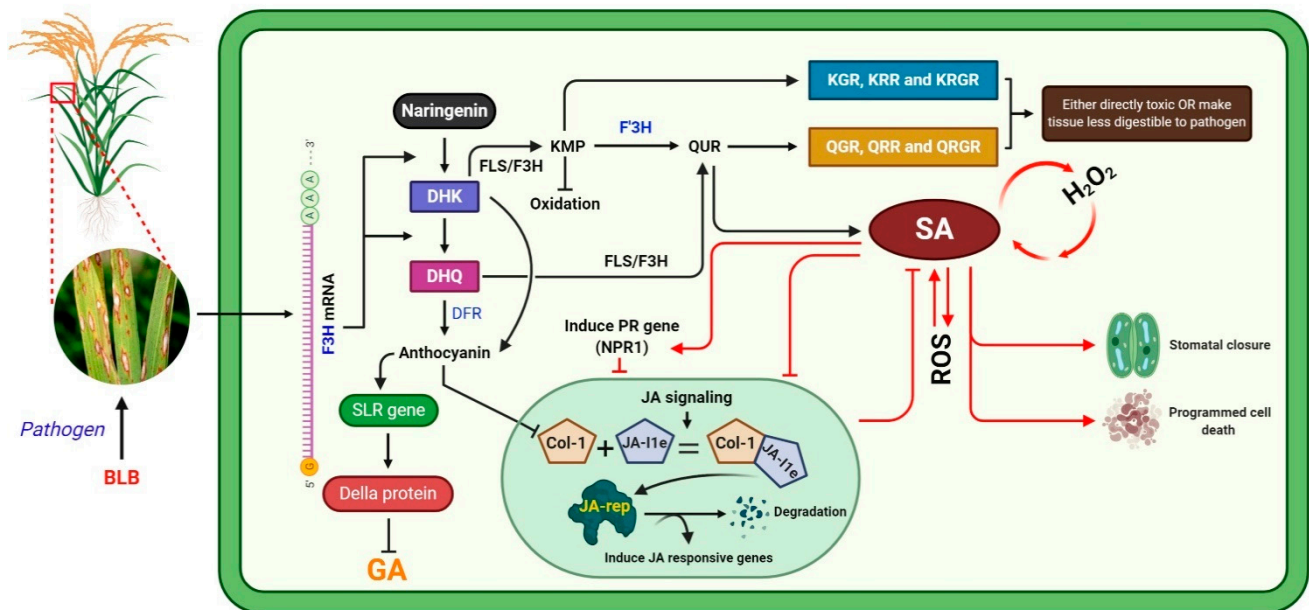 Pathogen
BLB
3'
A
A
A
F3H mRNA
G
5'
Naringenin
DHK
DHQ
DFR
Anthocyanin
SLR gene
Della protein
GA
FLS/F3H
KMP
Oxidation
F'3H
QUR
FLS/F3H
KGR, KRR and KRGR
QGR, QRR and QRGR
Either directly toxic OR make
tissue less digestible to pathogen
SA
H₂O₂
ROS
Stomatal closure
Programmed cell
death
Induce PR gene
(NPR1)
JA signaling
Col-1
+
JA-I1e
=
Col-1
JA-I1e
JA-rep
Degradation
Induce JA responsive genes